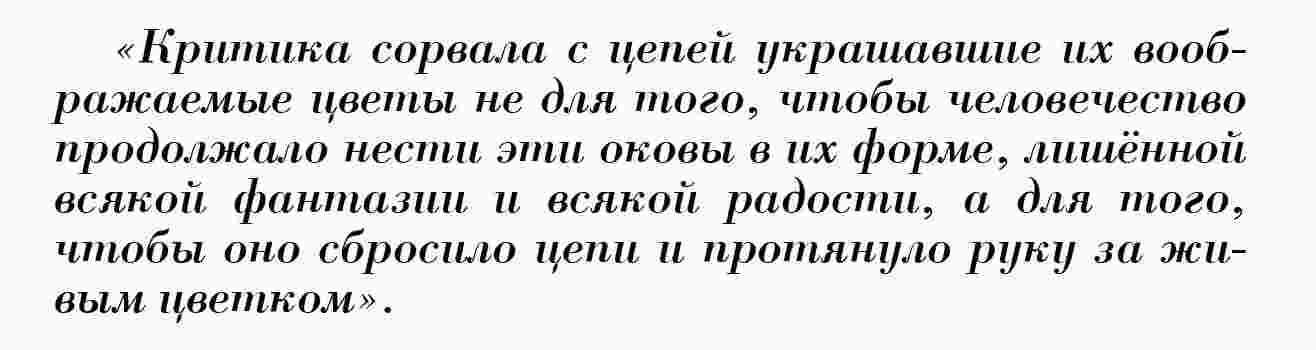 «Критика сорвала с цепей украшавшие их вооб-
ражаемые цветы не для того, чтобы человечество
продолжало нести эти оковы в их форме, лишённой
всякой фантазии и всякой радости, а для того,
чтобы оно сбросило цепи и протянуло руку за жи-
вым цветком».